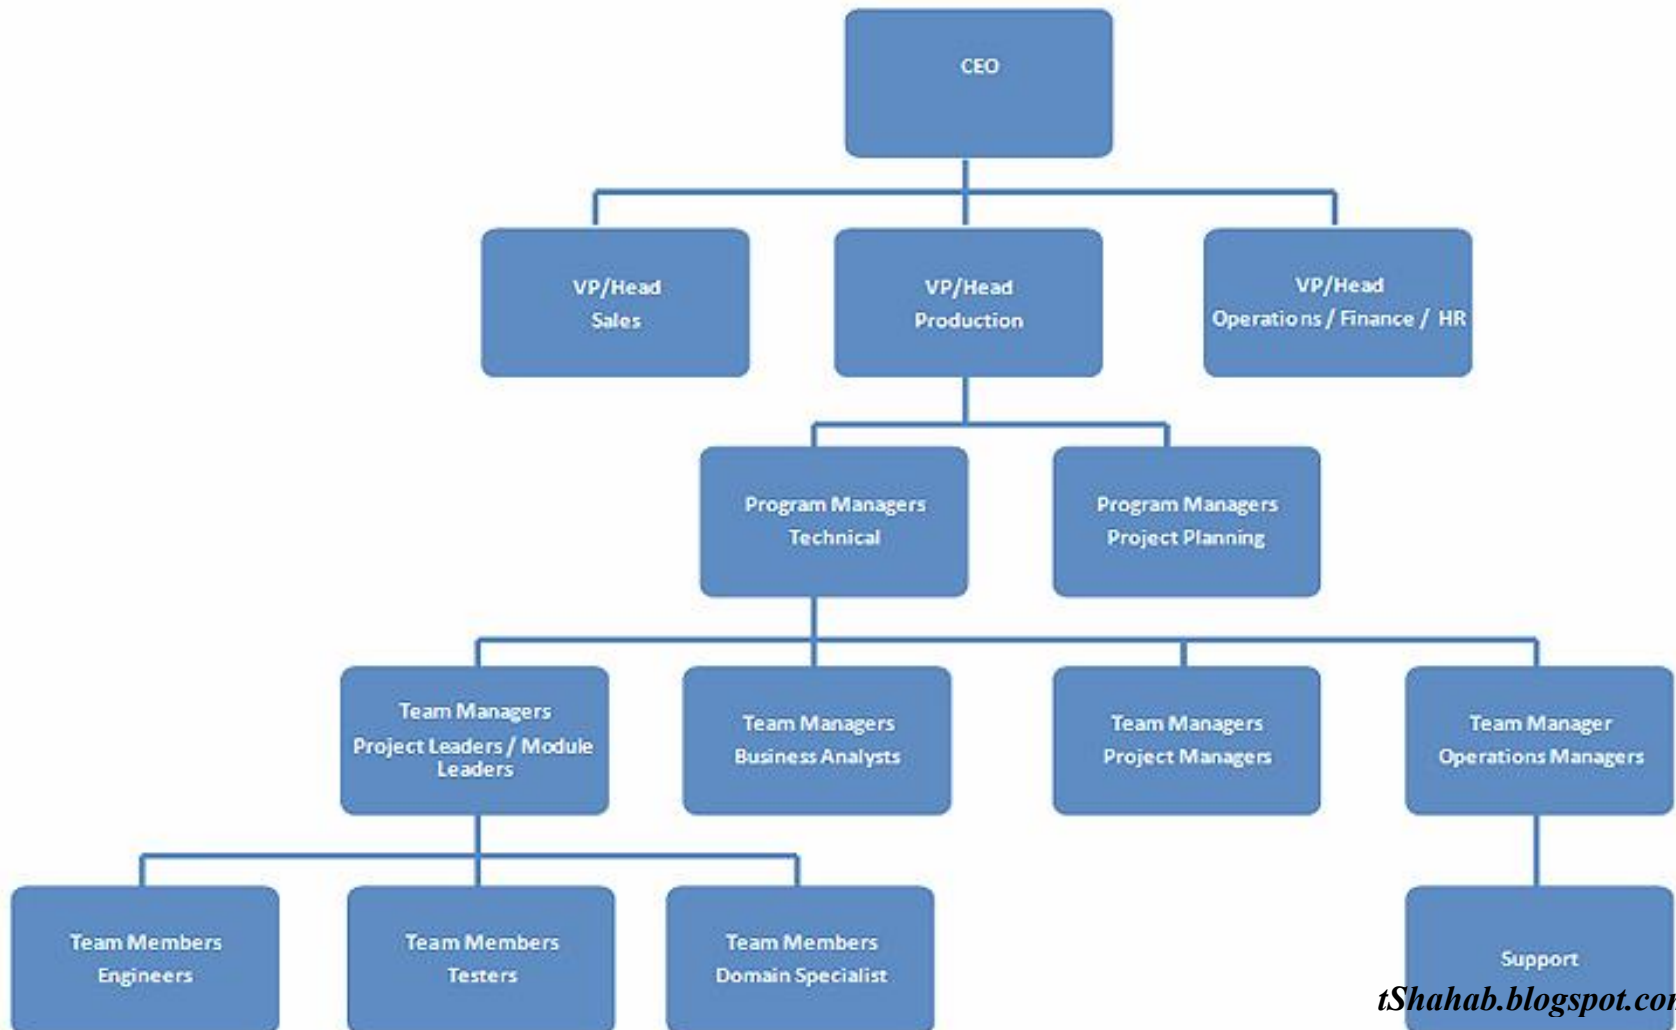 CEO
VP/Head
Sales
VP/Head
Production
VP/Head
Operations / Finance / HR
Program Managers
Technical
Program Managers
Project Planning
Team Managers
Project Leaders / Module
Leaders
Team Managers
Business Analysts
Team Managers
Project Managers
Team Manager
Operations Managers
Team Members
Engineers
Team Members
Testers
Team Members
Domain Specialist
Support
tShahab.blogspot.com